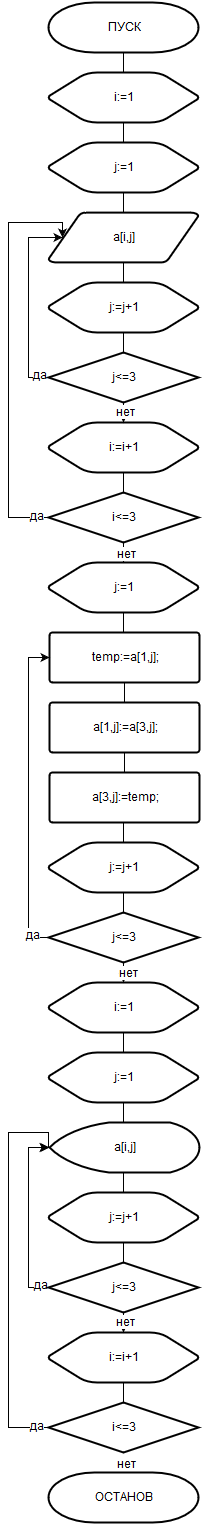 ПУСК
i:=1
j:=1
a[i,j]
j:=j+1
j<=3
да
нет
i:=i+1
i<=3
да
нет
j:=1
temp:=a[1,j];
a[1,j]:=a[3,j];
a[3,j]:=temp;
j:=j+1
j<=3
да
нет
i:=1
j:=1
a[i,j]
j:=j+1
j<=3
да
нет
i:=i+1
i<=3
да
нет
ОСТАНОВ